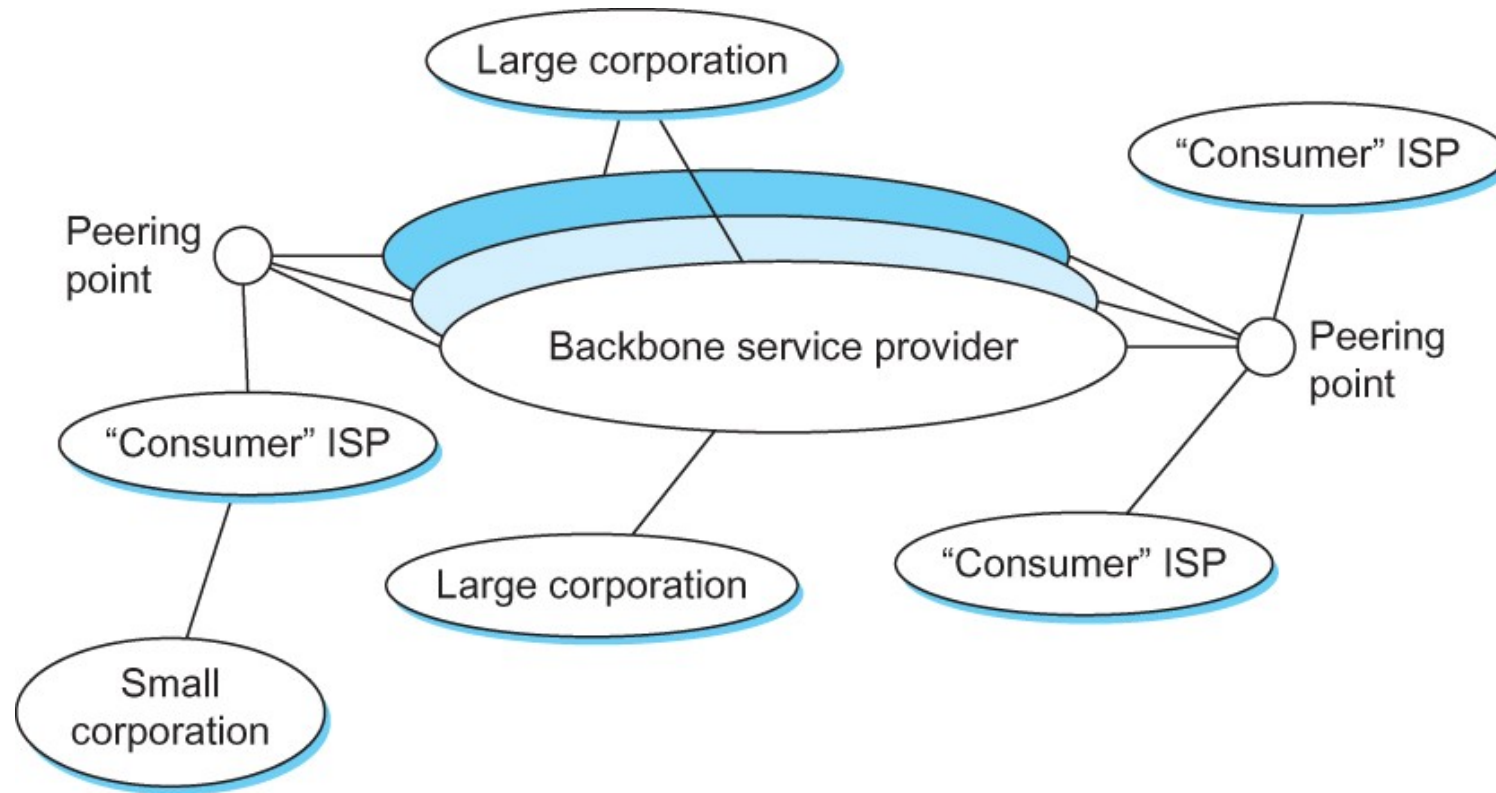 Large corporation
“Consumer” ISP
Peering
point
Backbone service provider
Peering
point
“Consumer” ISP
Large corporation
“Consumer” ISP
Small
corporation